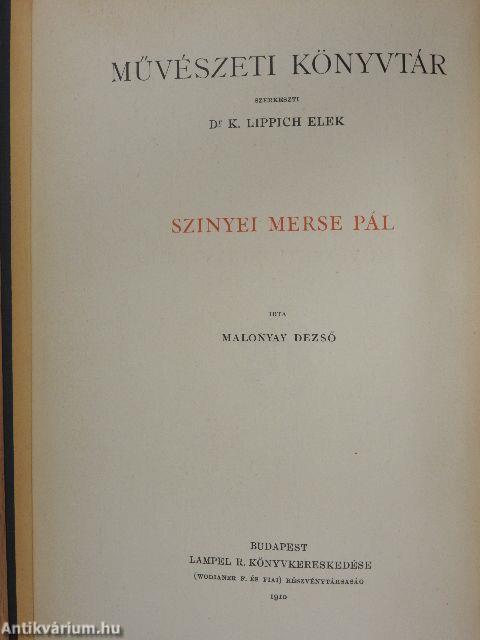 MŰVÉSZETI KÖNYVTÁR
SZERKESZTI
Dr K. LIPPICH ELEK
SZINYEI MERSE PÁL
IRTA
MALONYAY DEZSŐ
BUDAPEST
LAMPEL R. KÖNYVKERESKEDÉSE
(WODIANER F. ÉS FIAI) RÉSZVÉNYTÁRSASÁG
1910
Antikvárium.hu